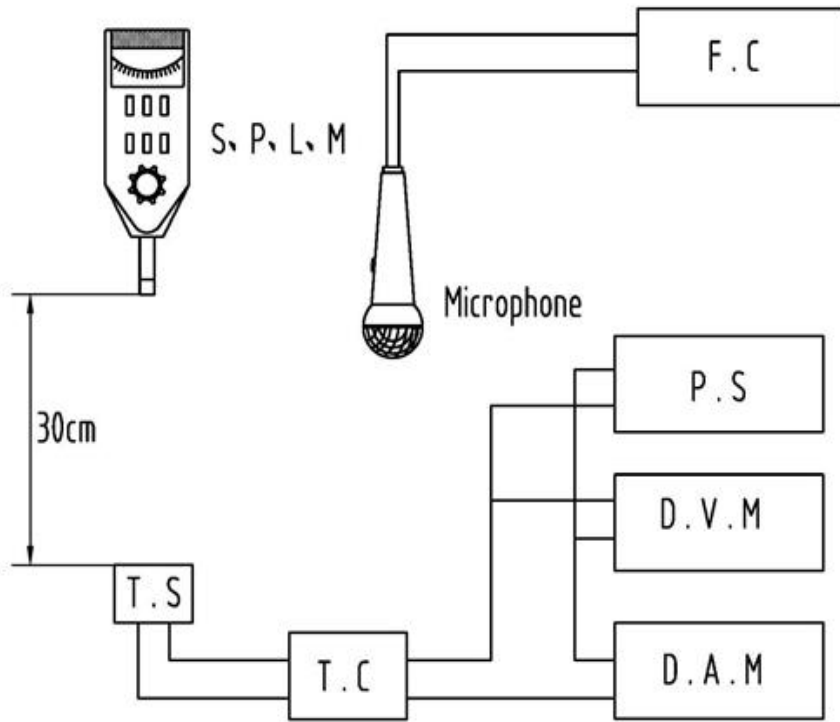 F.C
S、P、L、M
Microphone
P.S
30cm
D.V.M
T.S
T.C
D.A.M